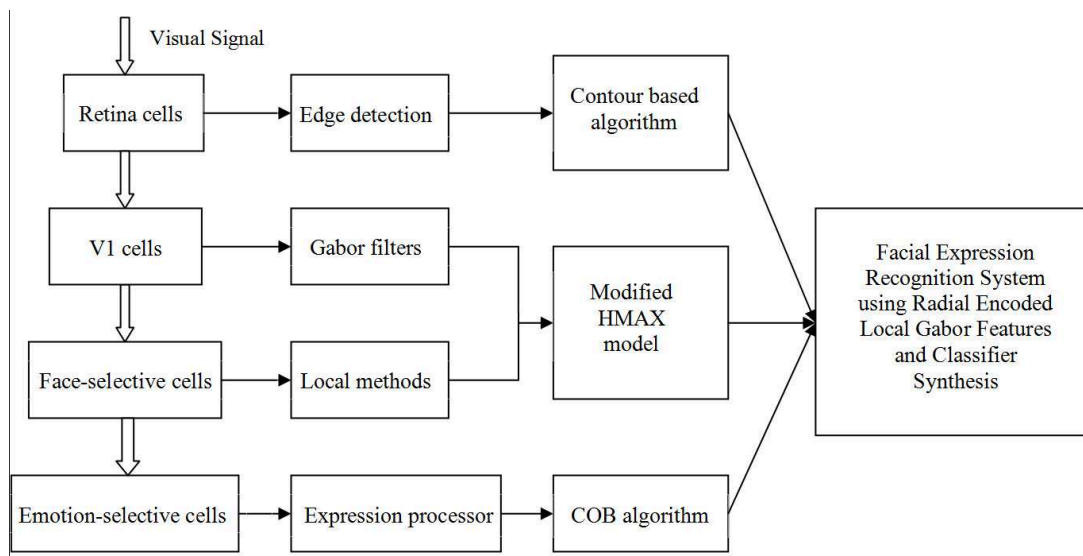 Visual Signal
Retina cells
Edge detection
Contour based
algorithm
V1 cells
Gabor filters
Modified
HMAX
model
Face-selective cells
Local methods
Emotion-selective cells
Expression processor
COB algorithm
Facial Expression
Recognition System
using Radial Encoded
Local Gabor Features
and Classifier
Synthesis